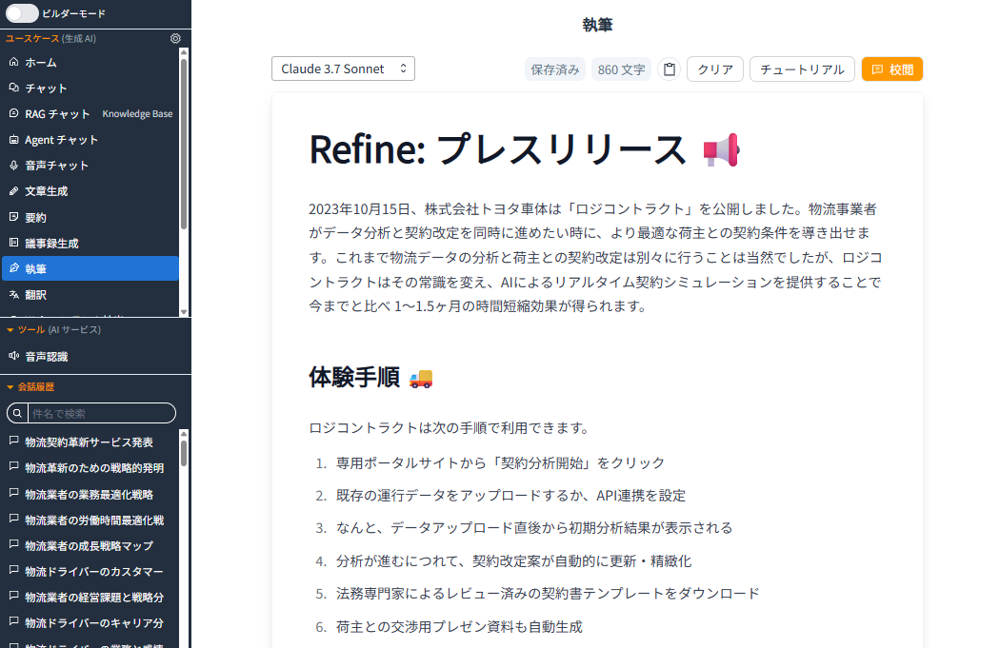 ビルダーモード
ユースケース (生成 AI)
ホーム
チャット
RAG チャット Knowledge Base
Agent チャット
音声チャット
文章生成
要約
議事録生成
執筆
翻訳
ツール (AI サービス)
音声認識
会話履歴
件名で検索
物流契約革新サービス発表
物流革新のための戦略的発明
物流業者の業務最適化戦略
物流業者の労働時間最適化戦
物流業者の成長戦略マップ
物流ドライバーのカスタマー
物流業者の経営課題と戦略分
物流ドライバーのキャリア分
執筆
Claude 3.7 Sonnet
保存済み 860 文字 クリア チュートリアル 校閲
Refine: プレスリリース 📢
2023年10月15日、株式会社トヨタ車体は「ロジコントラクト」を公開しました。物流事業者
がデータ分析と契約改定を同時に進めたい時に、より最適な荷主との契約条件を導き出せま
す。これまで物流データの分析と荷主との契約改定は別々に行うことは当然でしたが、ロジコ
ントラクトはその常識を変え、AIによるリアルタイム契約シミュレーションを提供することで
今までと比べ 1〜1.5ヶ月の時間短縮効果が得られます。
体験手順 🚚
ロジコントラクトは次の手順で利用できます。
1. 専用ポータルサイトから「契約分析開始」をクリック
2. 既存の運行データをアップロードするか、API連携を設定
3. なんと、データアップロード直後から初期分析結果が表示される
4. 分析が進むにつれて、契約改定案が自動的に更新・精緻化
5. 法務専門家によるレビュー済みの契約書テンプレートをダウンロード
6. 荷主との交渉用プレゼン資料も自動生成